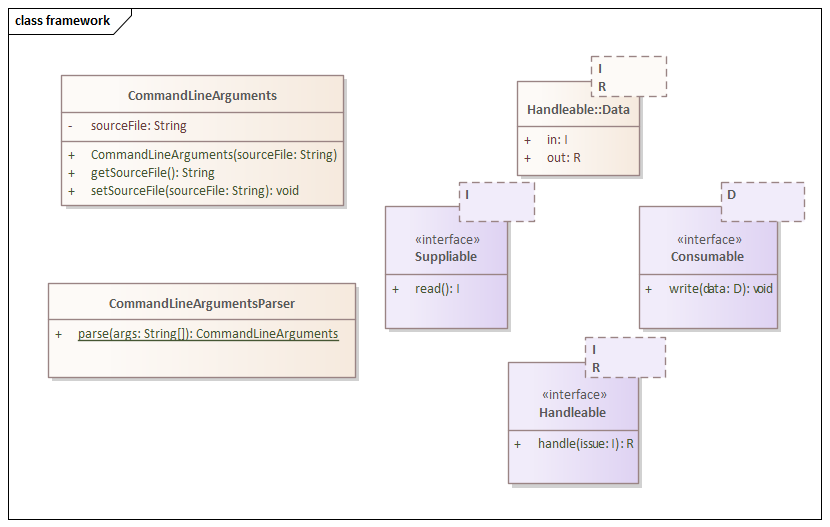 class framework
CommandLineArguments
- sourceFile: String
+ CommandLineArguments(sourceFile: String)
+ getSourceFile(): String
+ setSourceFile(sourceFile: String): void
I
R
Handleable::Data
+ in: I
+ out: R
I
«interface»
Suppliable
+ read(): I
D
«interface»
Consumable
+ write(data: D): void
CommandLineArgumentsParser
+ parse(args: String[]): CommandLineArguments
I
R
«interface»
Handleable
+ handle(issue: I): R